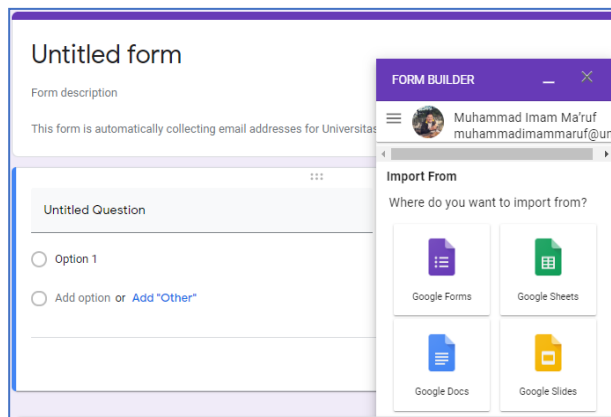 Untitled form
Form description
This form is automatically collecting email addresses for Universitas
Untitled Question
Option 1
Add option or Add "Other"
FORM BUILDER
Muhammad Imam Ma'ruf
muhammadimammaruf@un
Import From
Where do you want to import from?
Google Forms Google Sheets
Google Docs Google Slides